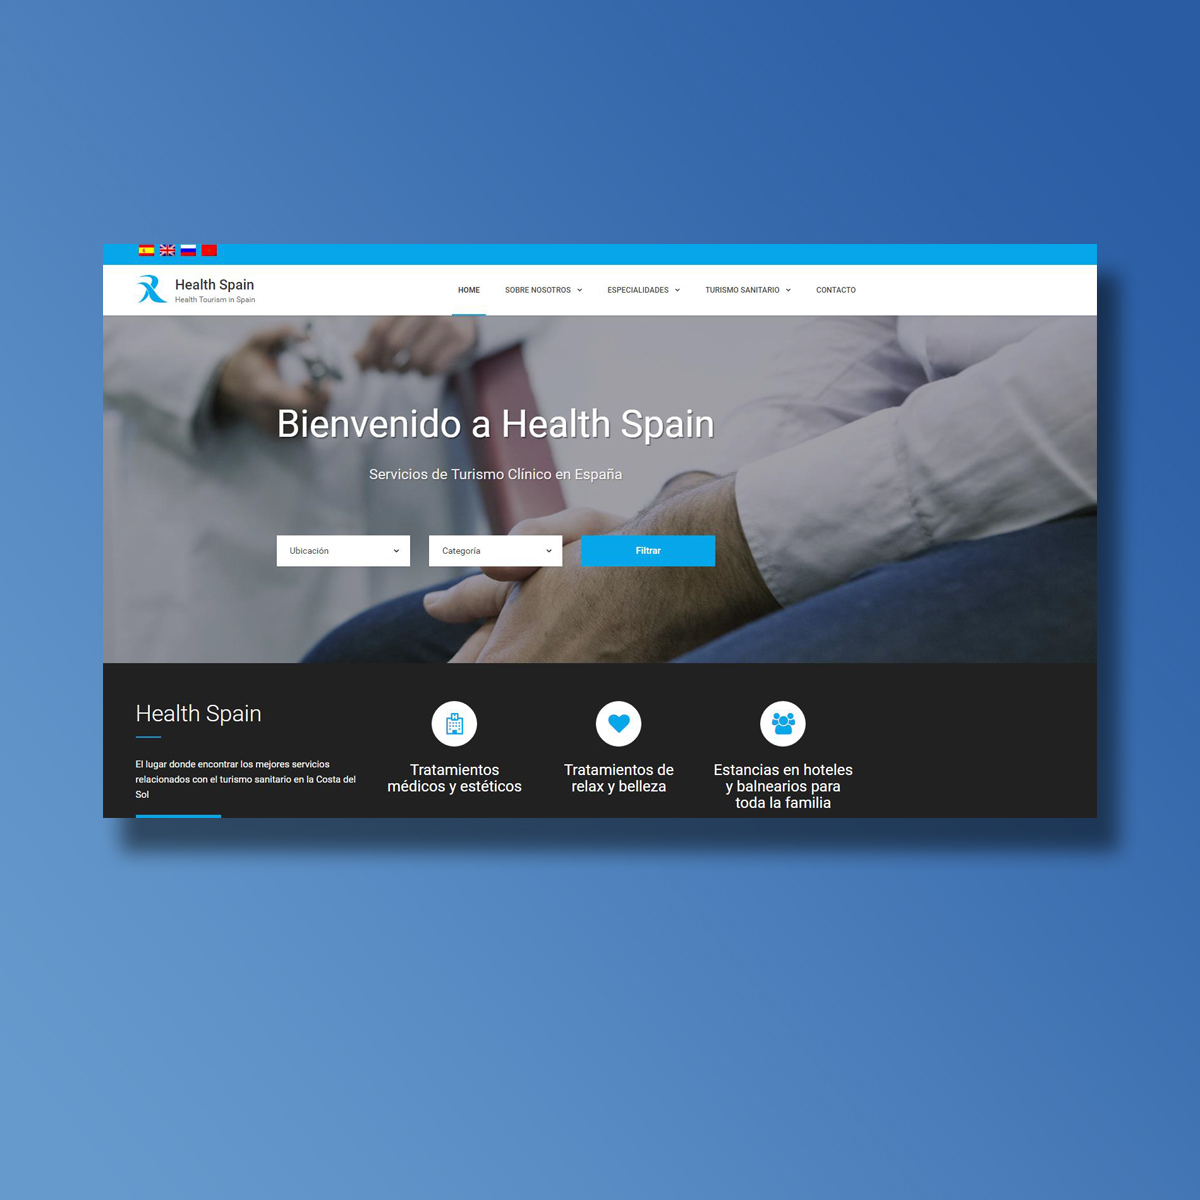 Health Spain
Health Tourism in Spain
HOME SOBRE NOSOTROS ESPECIALIDADES TURISMO SANITARIO CONTACTO
Bienvenido a Health Spain
Servicios de Turismo Clínico en España
Ubicación Categoría Filtrar
Health Spain
El lugar donde encontrar los mejores servicios
relacionados con el turismo sanitario en la Costa del
Sol
Tratamientos
médicos y estéticos
Tratamientos de
relax y belleza
Estancias en hoteles
y balnearios para
toda la familia